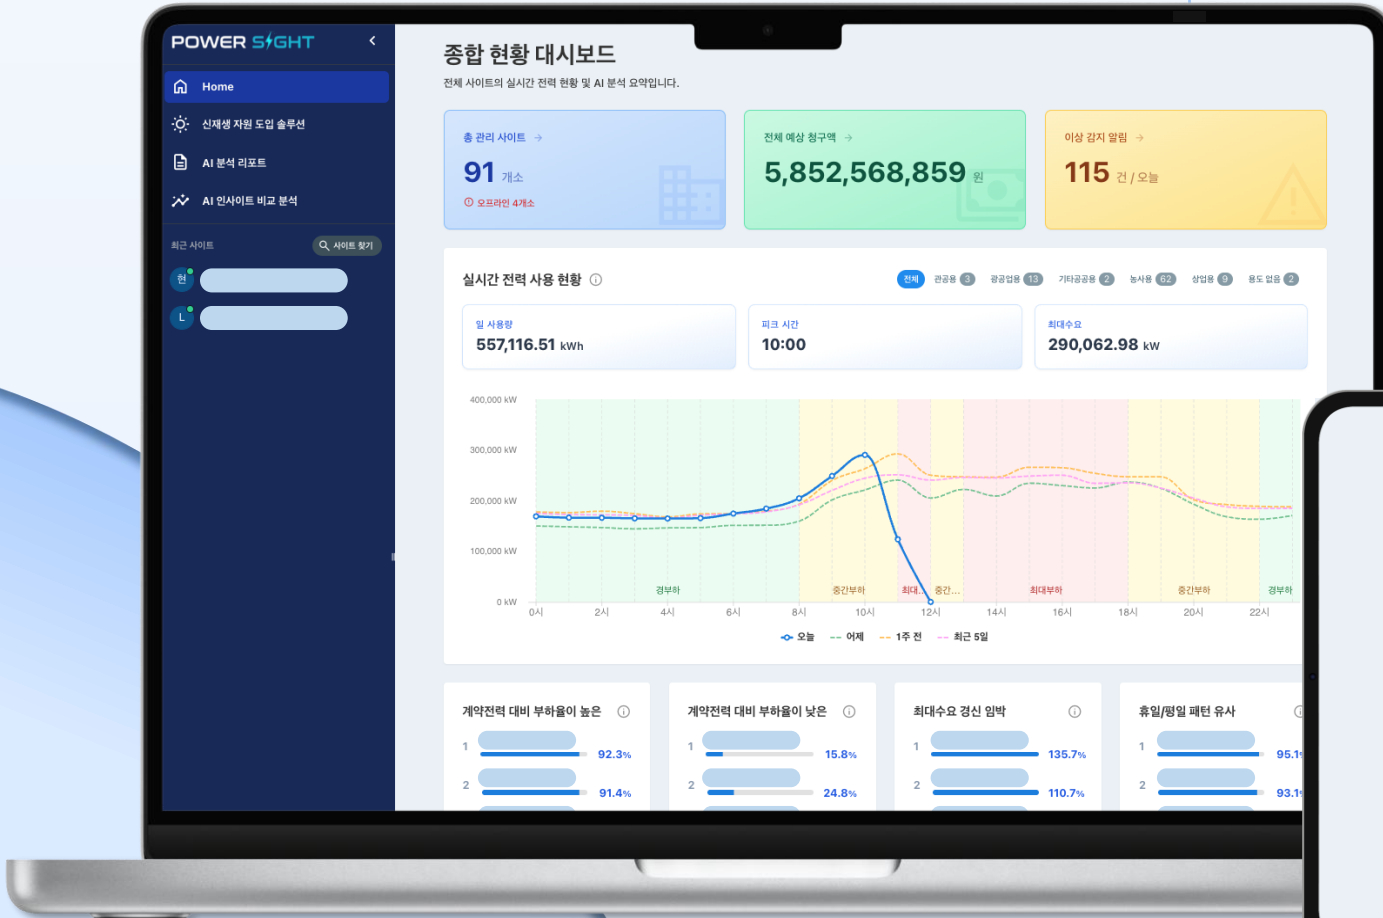 POWER SIGHT
Home
신재생 자원 도입 솔루션
AI 분석 리포트
AI 인사이트 비교 분석
최근 사이트
사이트 찾기
현
L
종합 현황 대시보드
전체 사이트의 실시간 전력 현황 및 AI 분석 요약입니다.
총 관리 사이트 →
91 개소
오프라인 4개소
전체 예상 청구액 →
5,852,568,859 원
이상 감지 알림 →
115 건 / 오늘
실시간 전력 사용 현황
전체 관공용 3 광공업용 13 기타공공용 2 농사용 62 상업용 9 용도 없음 2
일 사용량
557,116.51 kWh
피크 시간
10:00
최대수요
290,062.98 kW
400,000 kW
300,000 kW
200,000 kW
100,000 kW
0 kW
경부하 중간부하 최대... 중간... 최대부하 중간부하 경부하
0시 2시 4시 6시 8시 10시 12시 14시 16시 18시 20시 22시
오늘 어제 1주 전 최근 5일
계약전력 대비 부하율이 높은
1 92.3%
2 91.4%
계약전력 대비 부하율이 낮은
1 15.8%
2 24.8%
최대수요 경신 임박
1 135.7%
2 110.7%
휴일/평일 패턴 유사
1 95.1
2 93.1